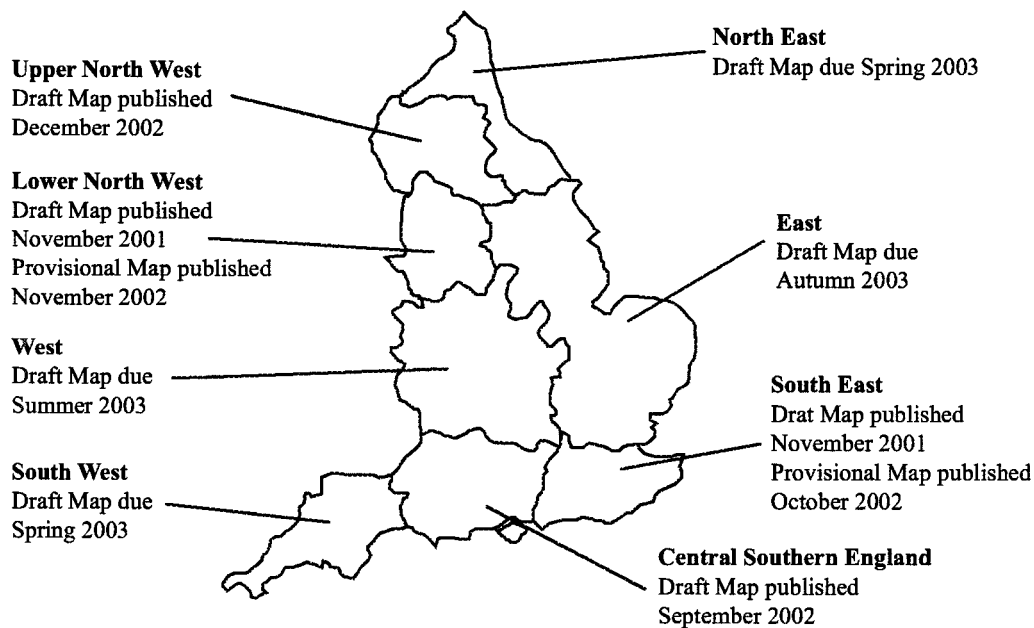 Upper North West
Draft Map published
December 2002
Lower North West
Draft Map published
November 2001
Provisional Map published
November 2002
West
Draft Map due
Summer 2003
South West
Draft Map due
Spring 2003
North East
Draft Map due Spring 2003
East
Draft Map due
Autumn 2003
South East
Drat Map published
November 2001
Provisional Map published
October 2002
Central Southern England
Draft Map published
September 2002